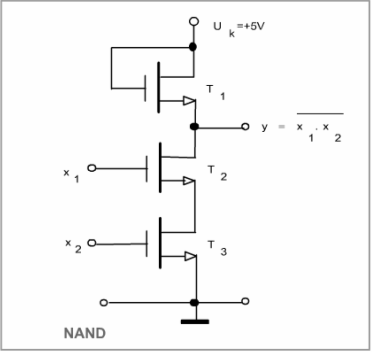 U k =+5V
T 1
y = x 1 . x 2
x 1
T 2
x 2
T 3
NAND